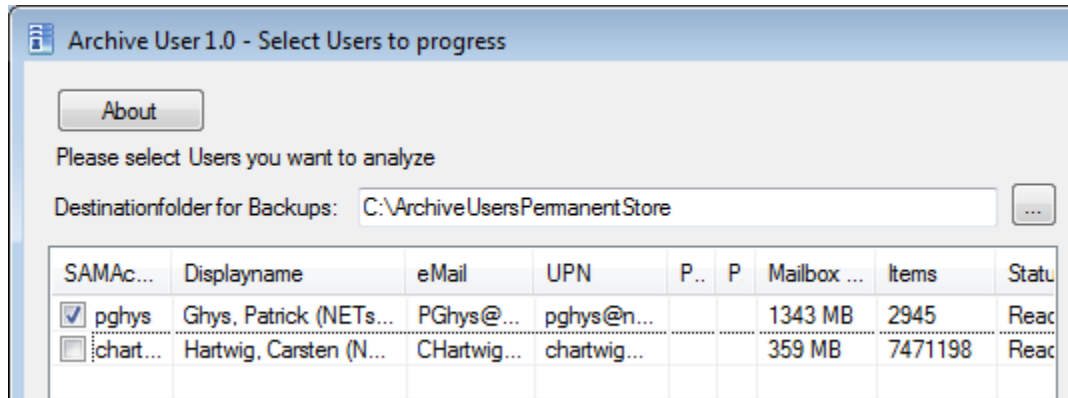 Archive User 1.0 - Select Users to progress
About
Please select Users you want to analyze
Destinationfolder for Backups: C:\ArchiveUsersPermanentStore ...
SAMAc... Displayname eMail UPN P.. P Mailbox ... Items Statu
pghys Ghys, Patrick (NETs... PGhys@... pghys@n... 1343 MB 2945 Reac
chart... Hartwig, Carsten (N... CHartwig... chartwig... 359 MB 7471198 Reac